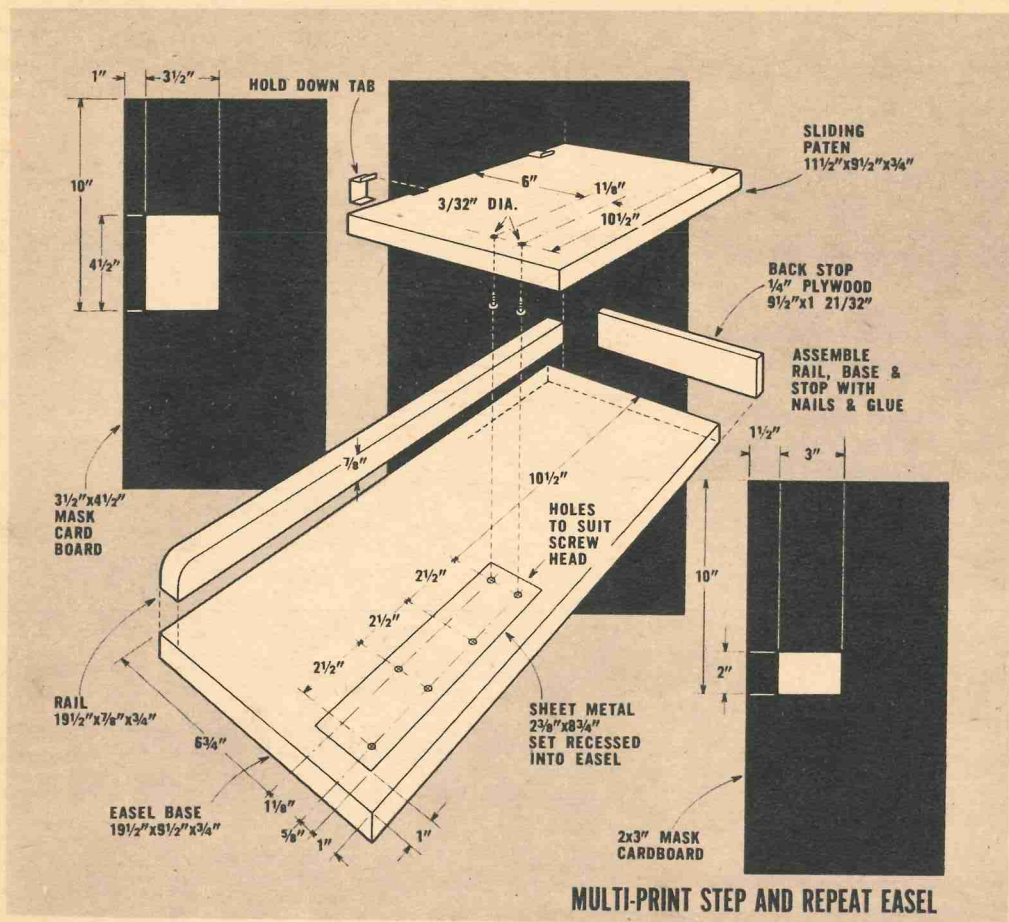 1"
3½"
HOLD DOWN TAB
10"
4½"
SLIDING
PATEN
11½"x9½"x¾"
6"
1⅛"
3/32" DIA.
10½"
BACK STOP
¼" PLYWOOD
9½"x1 21/32"
ASSEMBLE
RAIL, BASE &
STOP WITH
NAILS & GLUE
3½"x4½"
MASK
CARD
BOARD
⅞"
10½"
HOLES
TO SUIT
SCREW
HEAD
2½"
2½"
2½"
1½"
3"
10"
2"
RAIL
19½"x⅞"x¾"
6¾"
SHEET METAL
2⅜"x8¾"
SET RECESSED
INTO EASEL
EASEL BASE
19½"x9½"x¾"
1⅛"
⅝"
1"
1"
2x3" MASK
CARDBOARD
MULTI-PRINT STEP AND REPEAT EASEL